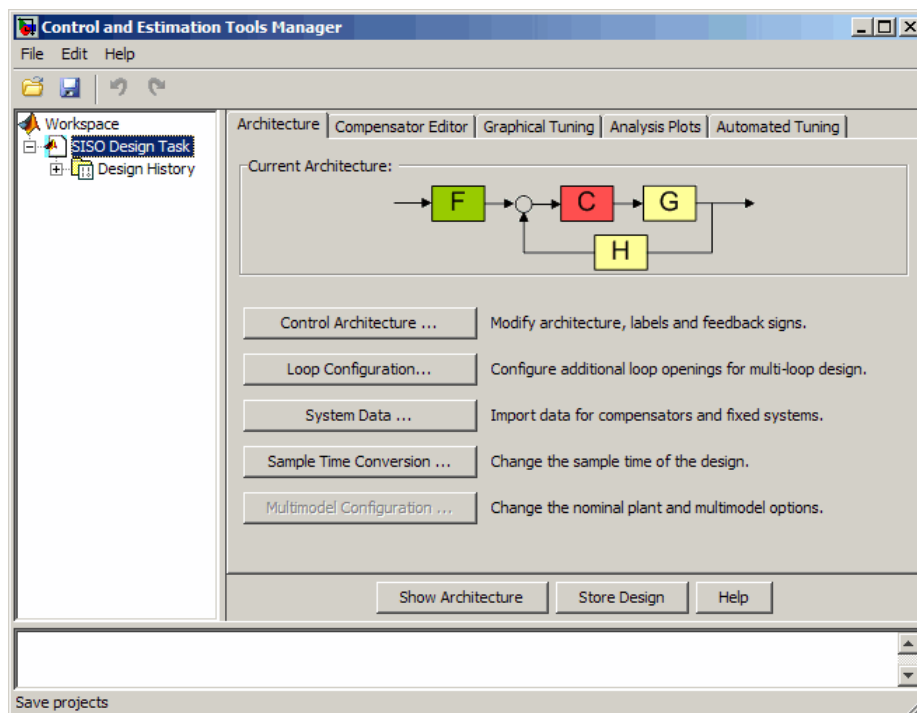 Control and Estimation Tools Manager
File Edit Help
Workspace
SISO Design Task
Design History
Architecture Compensator Editor Graphical Tuning Analysis Plots Automated Tuning
Current Architecture:
F C G
H
Control Architecture ... Modify architecture, labels and feedback signs.
Loop Configuration... Configure additional loop openings for multi-loop design.
System Data ... Import data for compensators and fixed systems.
Sample Time Conversion ... Change the sample time of the design.
Multimodel Configuration ... Change the nominal plant and multimodel options.
Show Architecture Store Design Help
Save projects